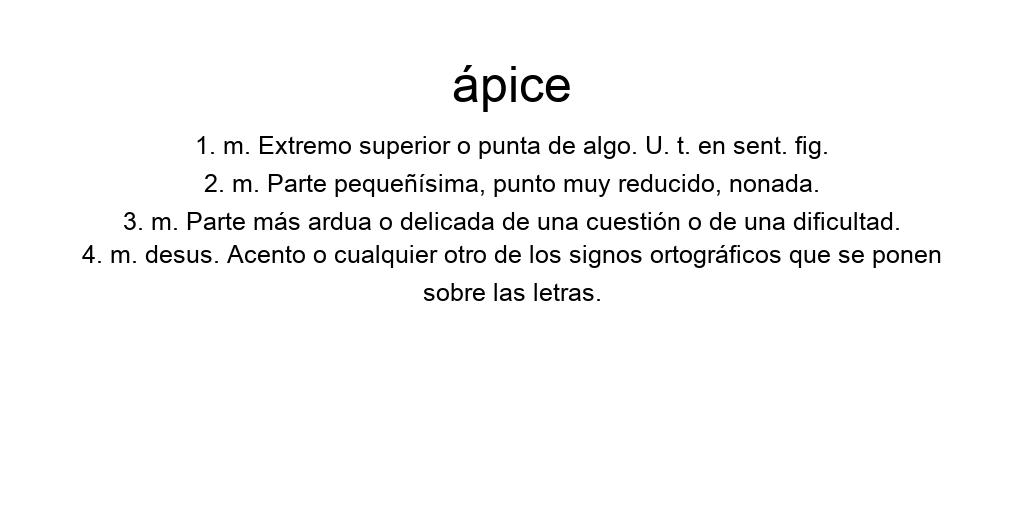 ápice
1. m. Extremo superior o punta de algo. U. t. en sent. fig.
2. m. Parte pequeñísima, punto muy reducido, nonada.
3. m. Parte más ardua o delicada de una cuestión o de una dificultad.
4. m. desus. Acento o cualquier otro de los signos ortográficos que se ponen
sobre las letras.